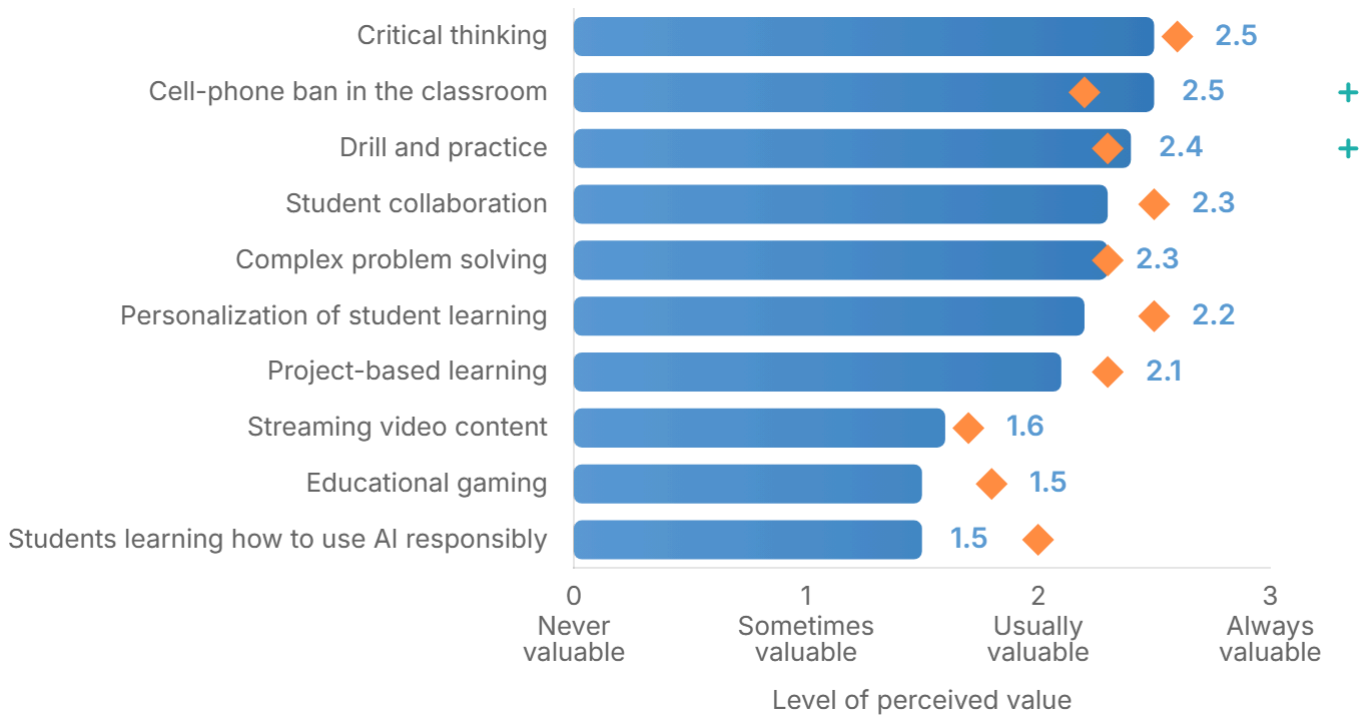 Critical thinking 2.5
Cell-phone ban in the classroom 2.5 +
Drill and practice 2.4 +
Student collaboration 2.3
Complex problem solving 2.3
Personalization of student learning 2.2
Project-based learning 2.1
Streaming video content 1.6
Educational gaming 1.5
Students learning how to use AI responsibly 1.5
0 1 2 3
Never Sometimes Usually Always
valuable valuable valuable valuable
Level of perceived value